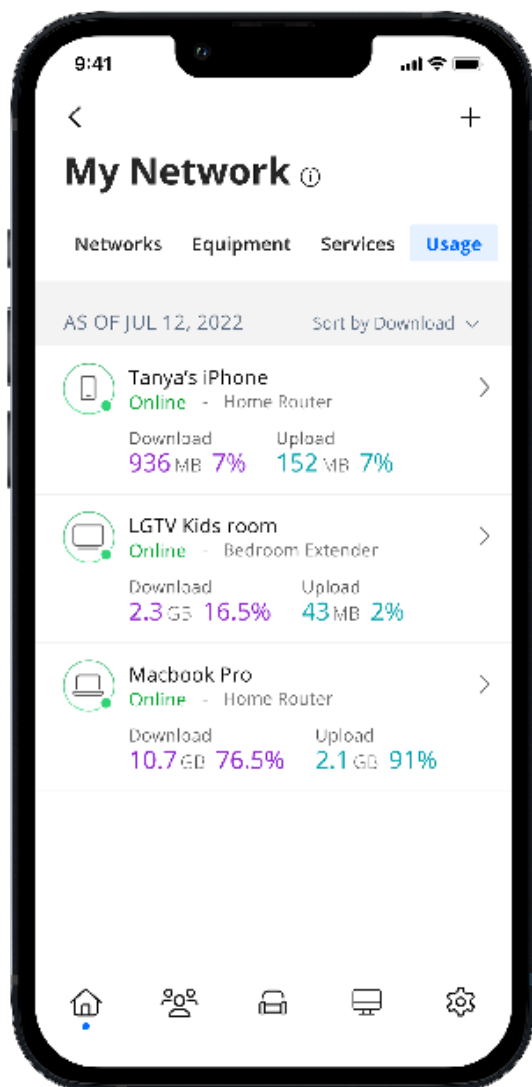 9:41
My Network
Networks Equipment Services Usage
AS OF JUL 12, 2022 Sort by Download
Tanya's iPhone
Online - Home Router
Download Upload
936 MB 7% 152 MB 7%
LGTV Kids room
Online - Bedroom Extender
Download Upload
2.3 GB 16.5% 43 MB 2%
Macbook Pro
Online - Home Router
Download Upload
10.7 GB 76.5% 2.1 GB 91%